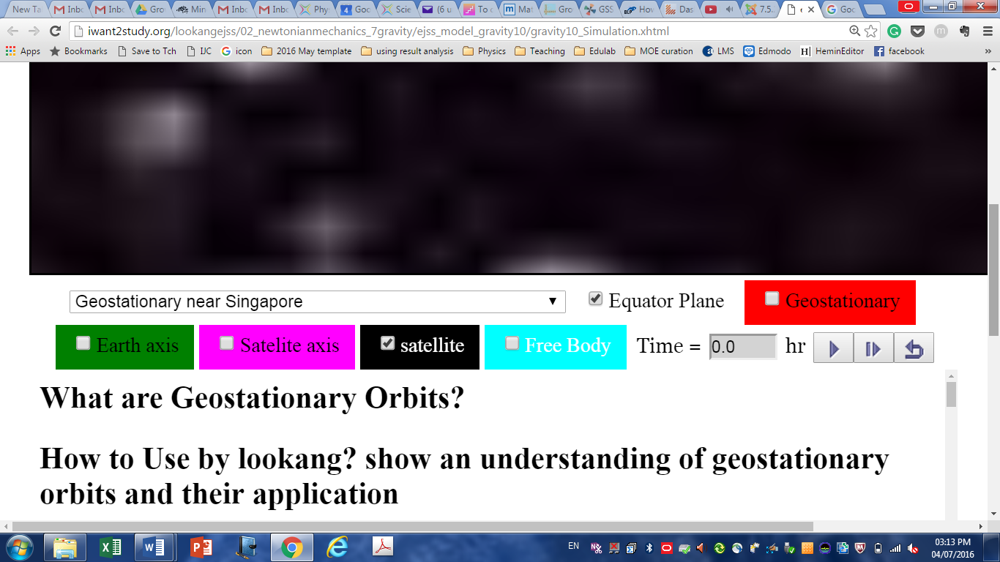 New Ta Inbo Inbo Gro Min Inbo Inbo Phy Goo Scie (6 u To c Mat Gro GSS How Das 7.5. e Goo
iwant2study.org/lookangejss/02_newtonianmechanics_7gravity/ejss_model_gravity10/gravity10_Simulation.xhtml
Apps Bookmarks Save to Tch IJC icon 2016 May template using result analysis Physics Teaching Edulab MOE curation LMS Edmodo HeminEditor facebook »
Geostationary near Singapore Equator Plane Geostationary
Earth axis Satelite axis satellite Free Body Time = 0.0 hr
What are Geostationary Orbits?
How to Use by lookang? show an understanding of geostationary
orbits and their application
EN 03:13 PM
04/07/2016